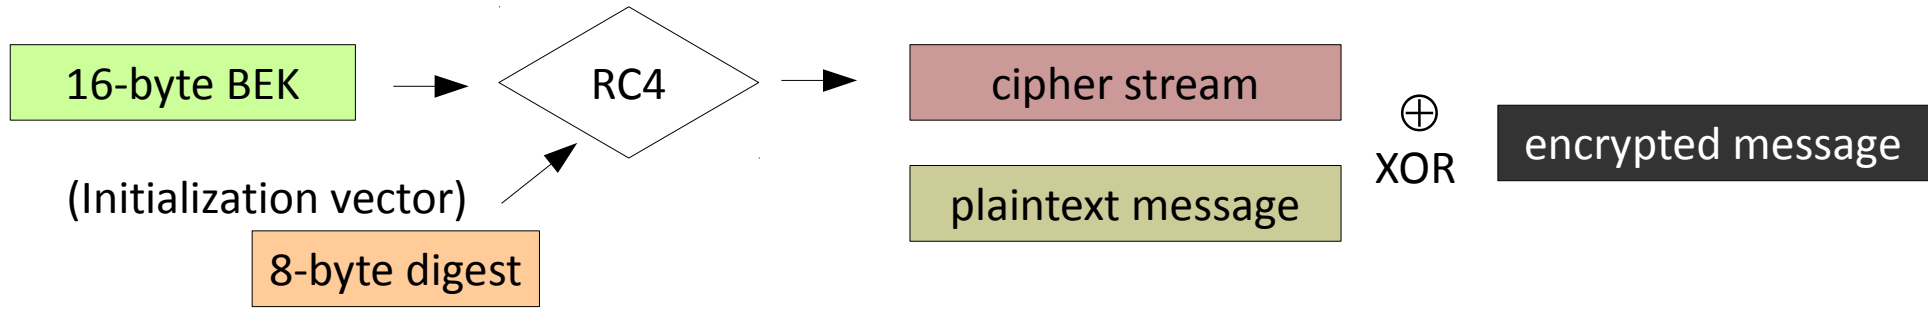 16-byte BEK
RC4
(Initialization vector)
8-byte digest
cipher stream
plaintext message
⊕
XOR
encrypted message